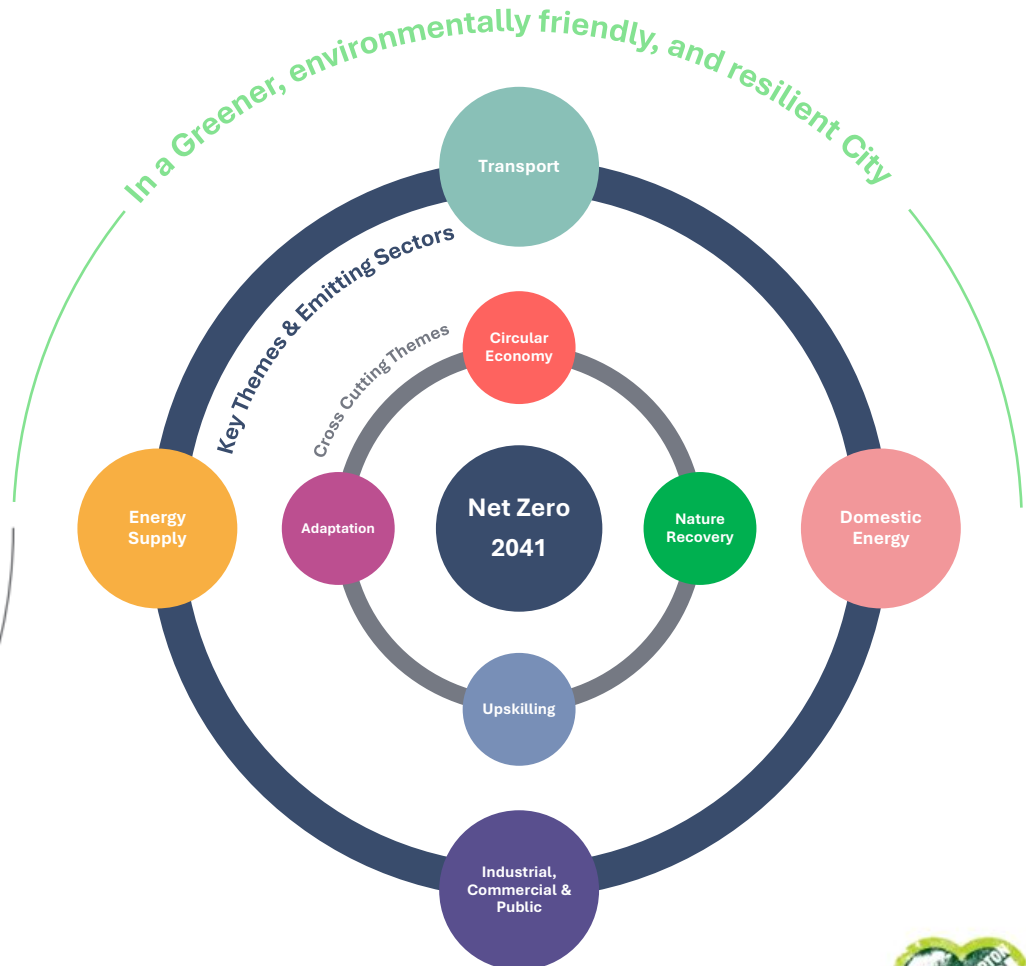 In a Greener, environmentally friendly, and resilient City
Transport
Key Themes & Emitting Sectors
Cross Cutting Themes
Circular
Economy
Energy
Supply
Adaptation
Net Zero
2041
Nature
Recovery
Domestic
Energy
Upskilling
Industrial,
Commercial &
Public